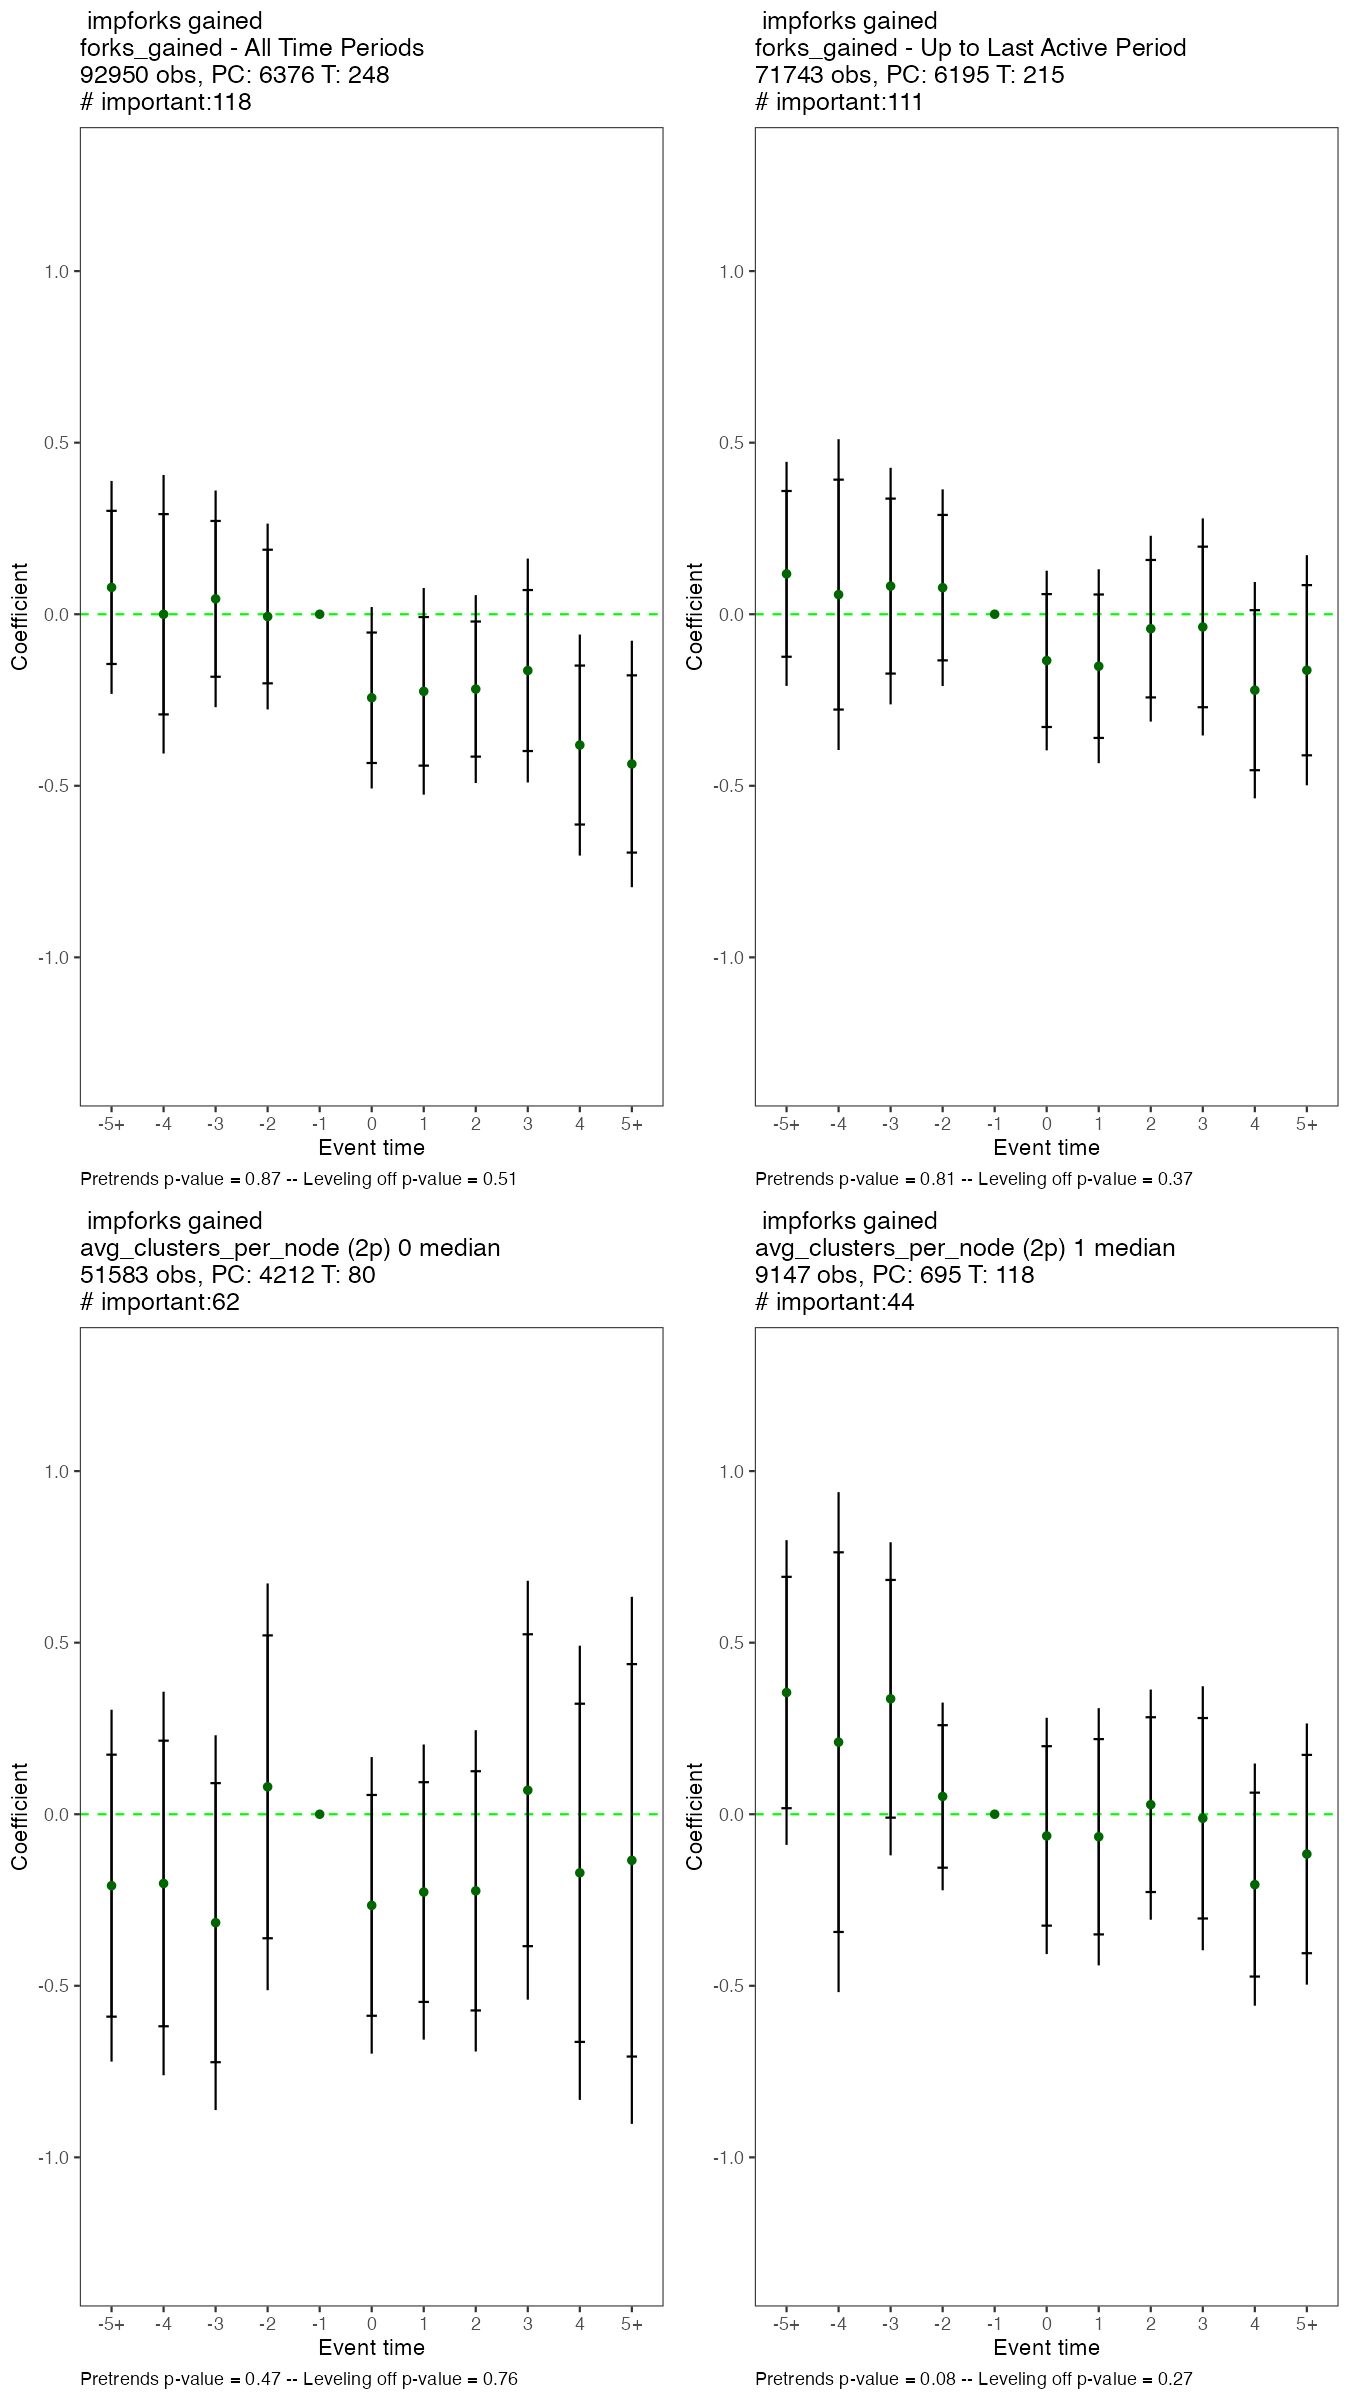 impforks gained
forks_gained - All Time Periods
92950 obs, PC: 6376 T: 248
# important:118
Coefficient
1.0
0.5
0.0
-0.5
-1.0
-5+ -4 -3 -2 -1 0 1 2 3 4 5+
Event time
Pretrends p-value = 0.87 -- Leveling off p-value = 0.51
impforks gained
forks_gained - Up to Last Active Period
71743 obs, PC: 6195 T: 215
# important:111
Coefficient
1.0
0.5
0.0
-0.5
-1.0
-5+ -4 -3 -2 -1 0 1 2 3 4 5+
Event time
Pretrends p-value = 0.81 -- Leveling off p-value = 0.37
impforks gained
avg_clusters_per_node (2p) 0 median
51583 obs, PC: 4212 T: 80
# important:62
Coefficient
1.0
0.5
0.0
-0.5
-1.0
-5+ -4 -3 -2 -1 0 1 2 3 4 5+
Event time
Pretrends p-value = 0.47 -- Leveling off p-value = 0.76
impforks gained
avg_clusters_per_node (2p) 1 median
9147 obs, PC: 695 T: 118
# important:44
Coefficient
1.0
0.5
0.0
-0.5
-1.0
-5+ -4 -3 -2 -1 0 1 2 3 4 5+
Event time
Pretrends p-value = 0.08 -- Leveling off p-value = 0.27